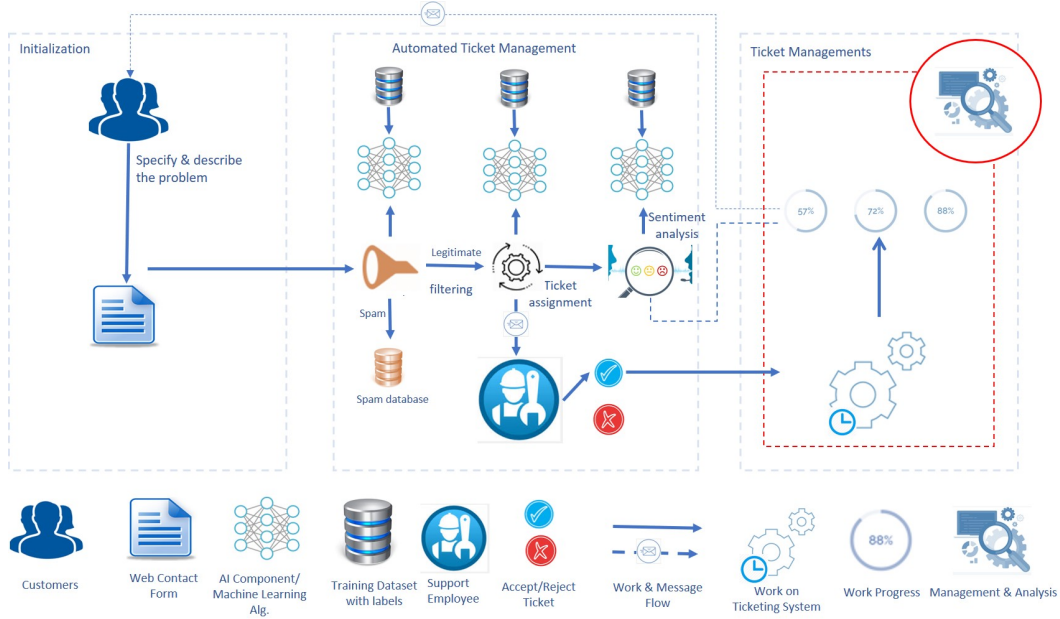 Initialization
Automated Ticket Management
Ticket Managements
Specify & describe
the problem
Sentiment
analysis
57%
72%
88%
Legitimate
filtering
Ticket
assignment
Spam
Spam database
88%
Customers
Web Contact
Form
AI Component/
Machine Learning
Alg.
Training Dataset
with labels
Support
Employee
Accept/Reject
Ticket
Work & Message
Flow
Work on
Ticketing System
Work Progress
Management & Analysis